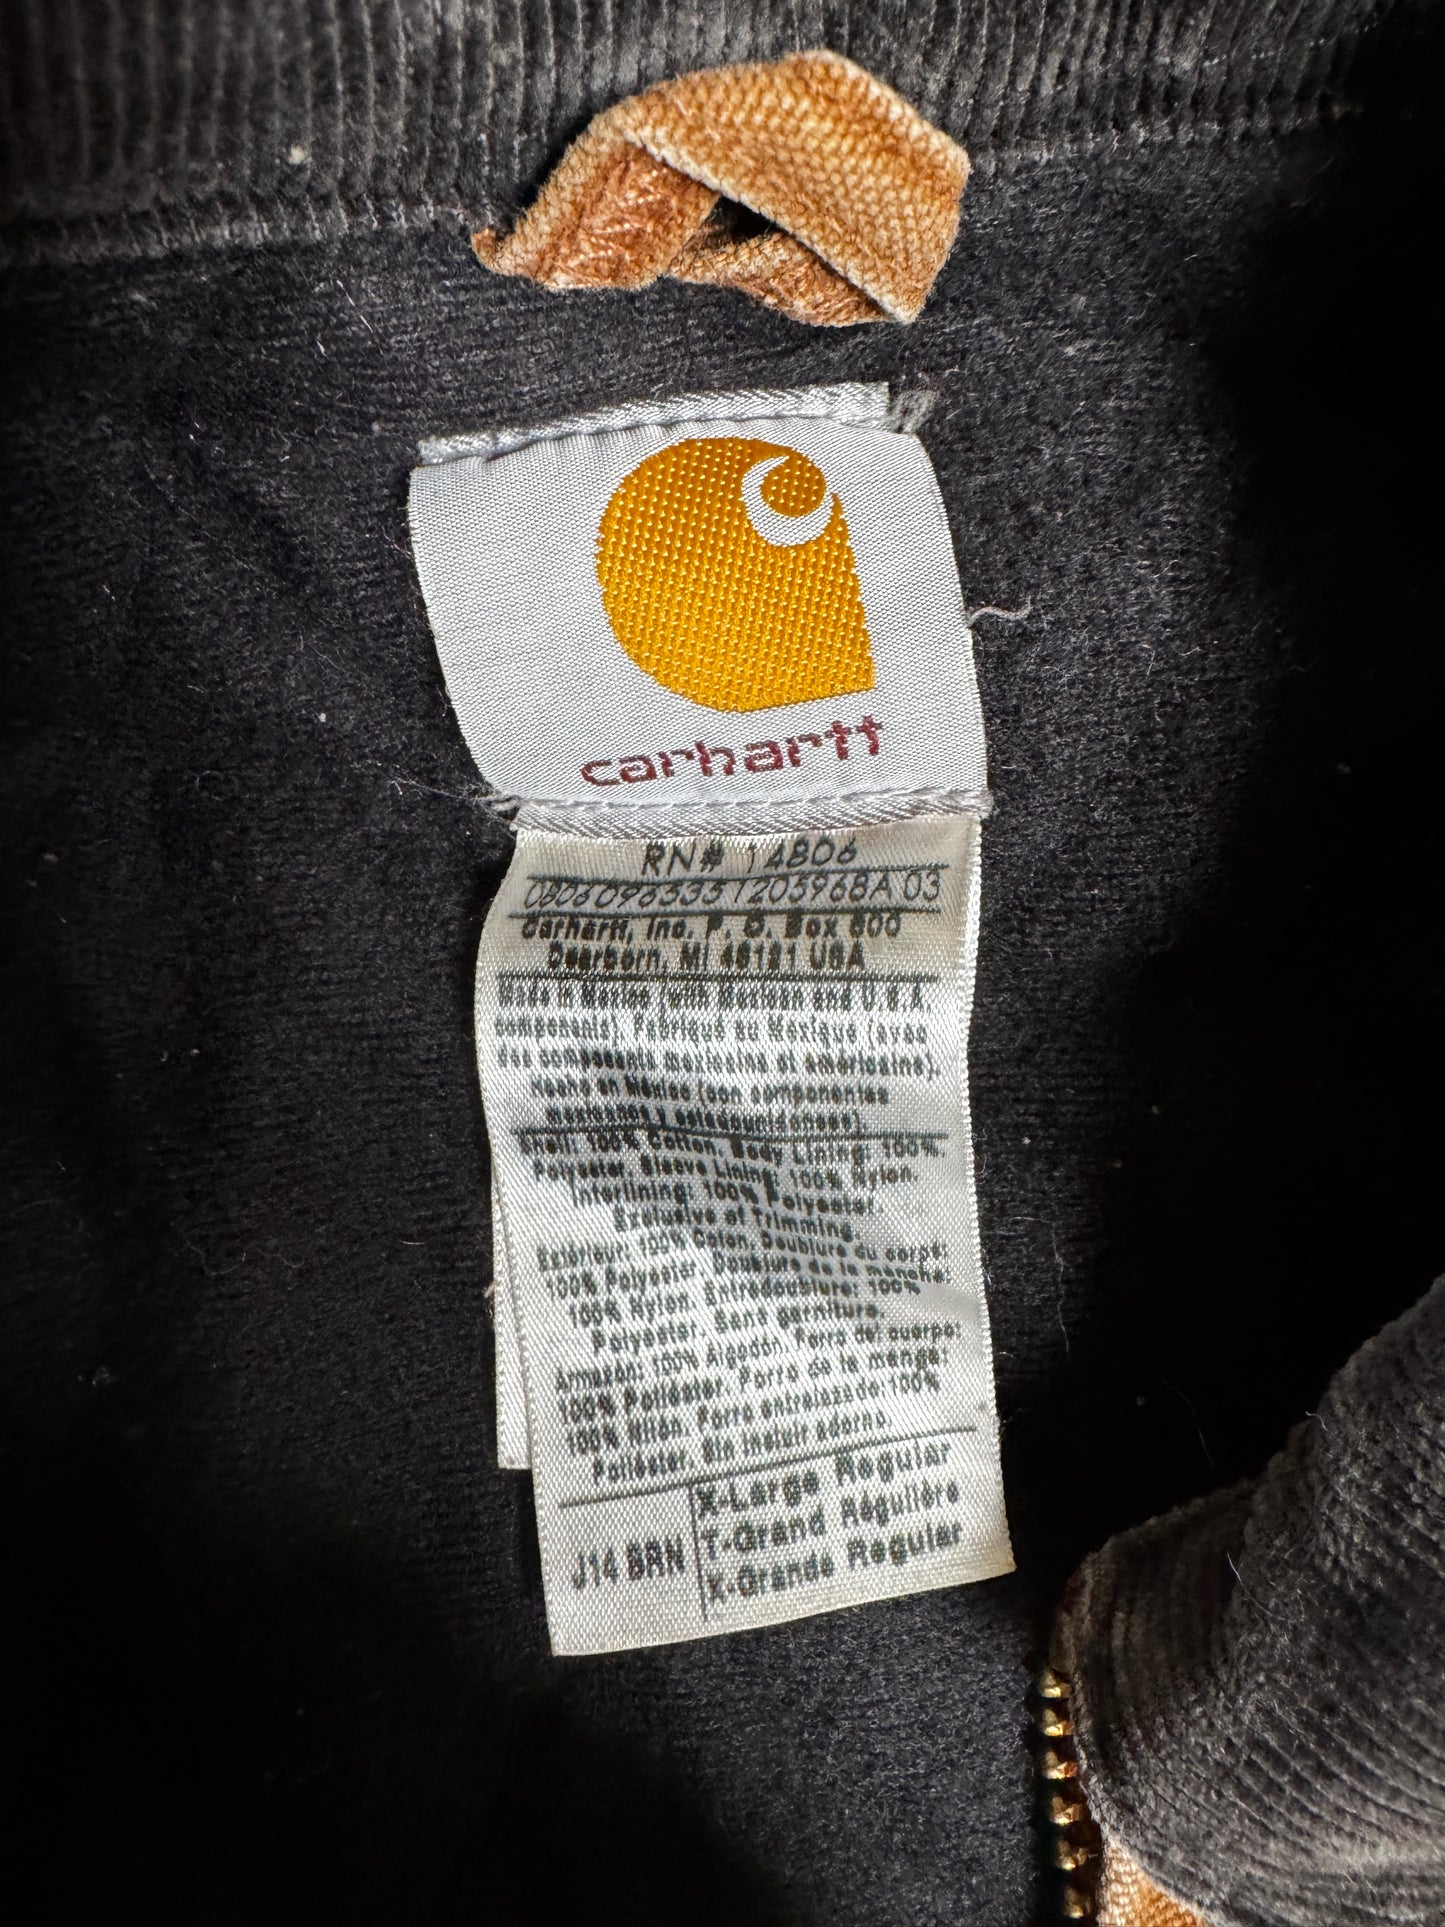 carhartt
RN# 14806
0806096333 1203968A 03
Carhartt, Inc. P. O. Box 600
Dearborn, MI 48121 USA
Made in Mexico (with Mexican and U.S.A.
components). Fabriqué au Mexique (avec
des composants mexicains et américains).
Hecho en México (con componentes
mexicanos y estadounidenses).
Shell: 100% Cotton. Body Lining: 100%.
Polyester. Sleeve Lining: 100% Nylon.
Interlining: 100% Polyester.
Exclusive of Trimming.
Extérieur: 100% Coton. Doublure du corps:
100% Polyester. Doublure de la manche:
100% Nylon. Entredoublure: 100%
Polyester. Sans garniture.
Armazón: 100% Algodón. Forro del cuerpo:
100% Poliéster. Forro de la manga:
100% Nilón. Forro entrelazado: 100%
Poliéster. Sin incluir adorno.
X-Large Regular
J14 BRN T-Grand Régulière
X-Grande Regular